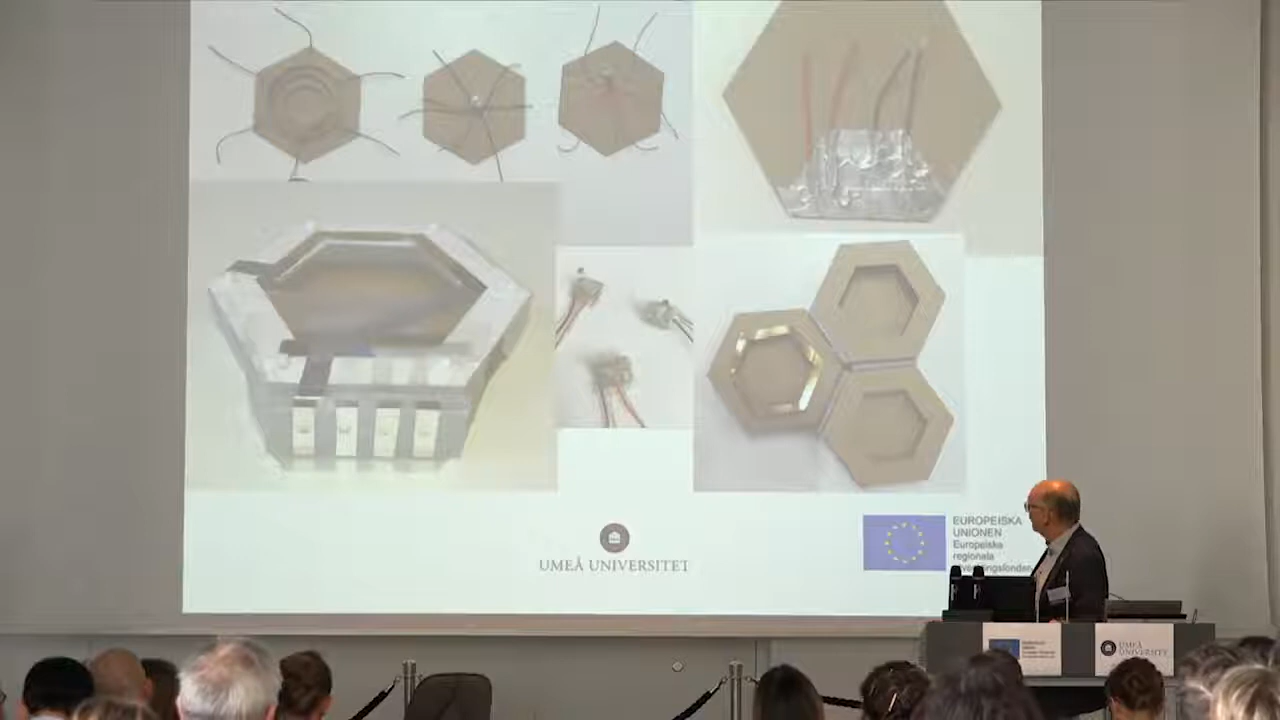 UMEÅ UNIVERSITET
EUROPEISKA
UNIONEN
Europeiska
regionala
UMEÅ
UNIVERSITET